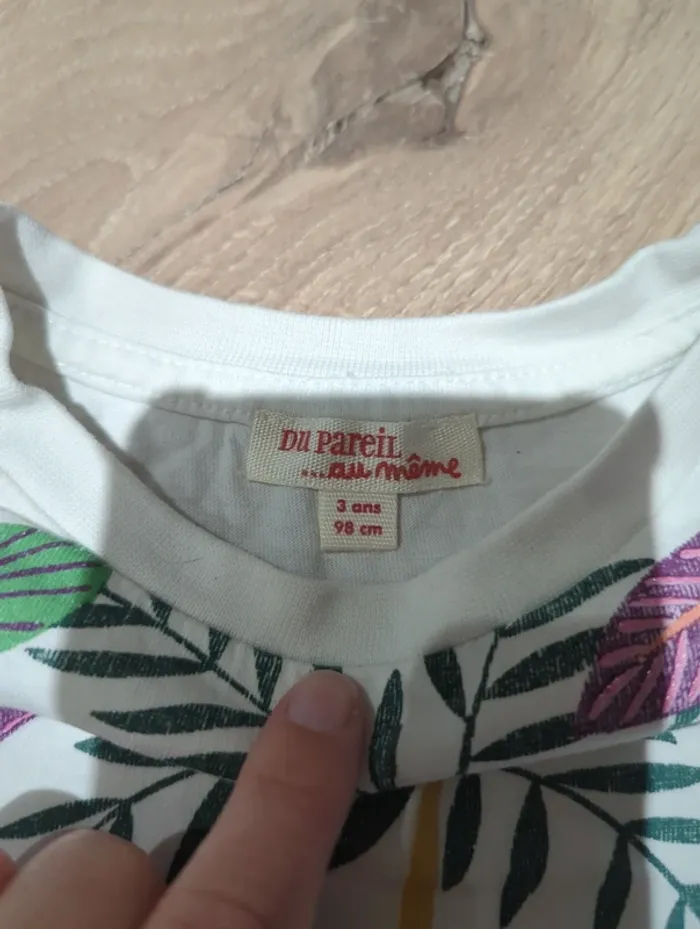 Du Pareil
...au même
3 ans
98 cm